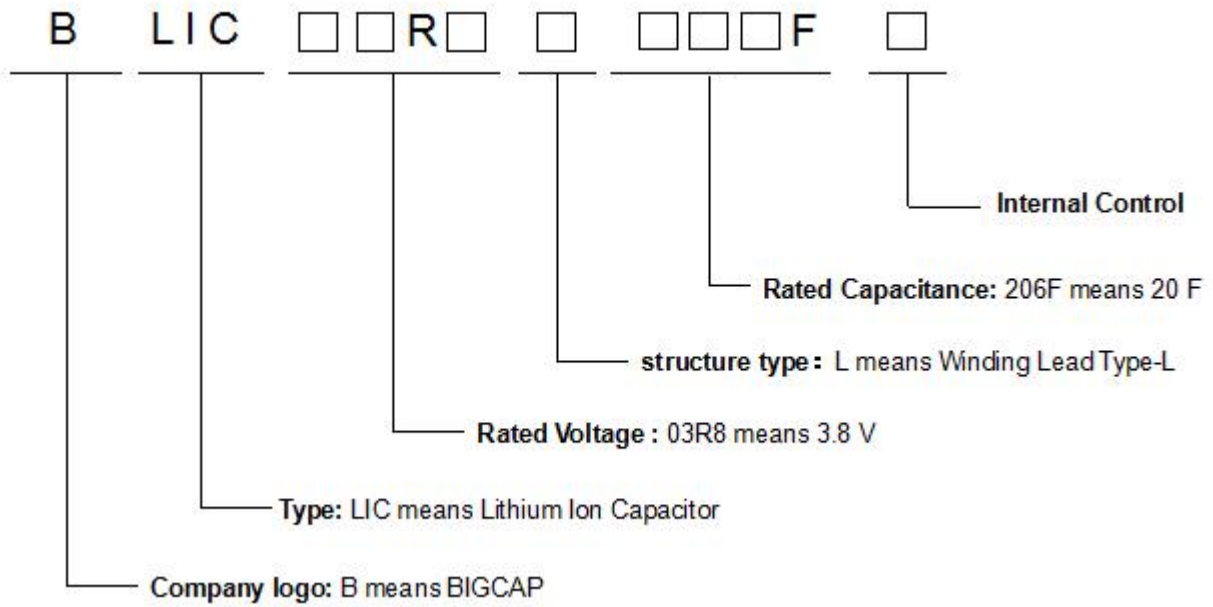 B LIC □□R□ □ □□□F □
Internal Control
Rated Capacitance: 206F means 20 F
structure type： L means Winding Lead Type-L
Rated Voltage : 03R8 means 3.8 V
Type: LIC means Lithium Ion Capacitor
Company logo: B means BIGCAP